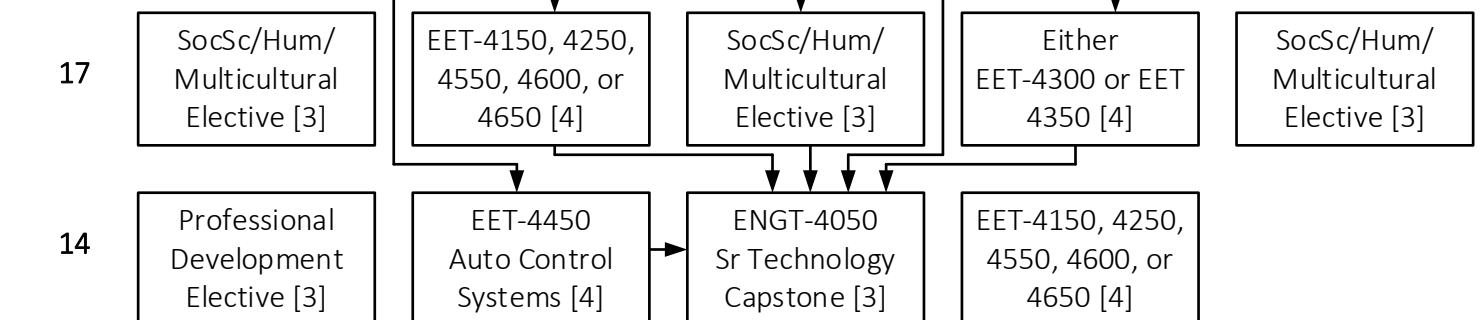 17
SocSc/Hum/
Multicultural
Elective [3]
EET-4150, 4250,
4550, 4600, or
4650 [4]
SocSc/Hum/
Multicultural
Elective [3]
Either
EET-4300 or EET
4350 [4]
SocSc/Hum/
Multicultural
Elective [3]
14
Professional
Development
Elective [3]
EET-4450
Auto Control
Systems [4]
ENGT-4050
Sr Technology
Capstone [3]
EET-4150, 4250,
4550, 4600, or
4650 [4]